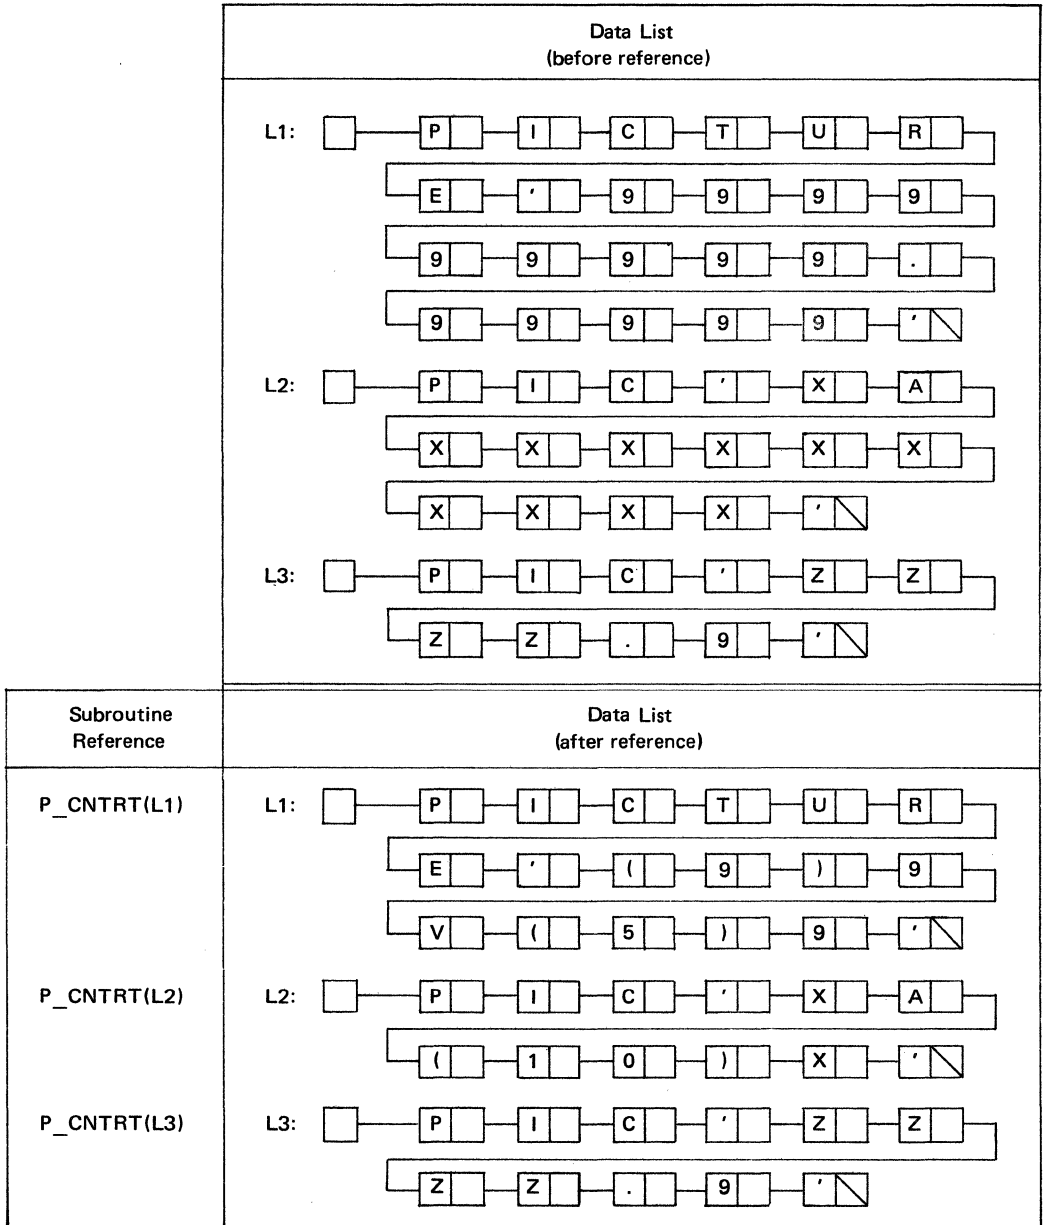 Data List
(before reference)
L1: P I C T U R
E ' 9 9 9 9
9 9 9 9 9 .
9 9 9 9 9 '
L2: P I C ' X A
X X X X X X
X X X X '
L3: P I C ' Z Z
Z Z . 9 '
Subroutine
Reference
Data List
(after reference)
P_CNTRT(L1) L1: P I C T U R
E ' ( 9 ) 9
V ( 5 ) 9 '
P_CNTRT(L2) L2: P I C ' X A
( 1 0 ) X '
P_CNTRT(L3) L3: P I C ' Z Z
Z Z . 9 '